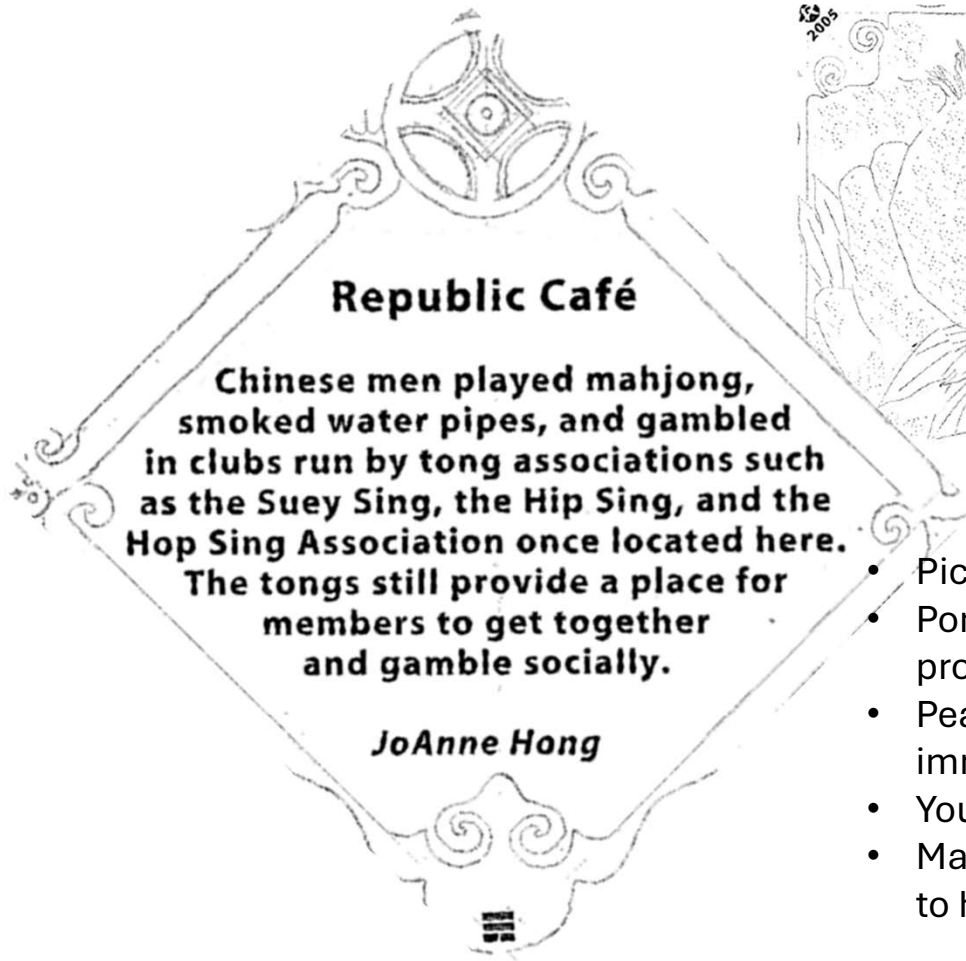 2005
Republic Café
Chinese men played mahjong,
smoked water pipes, and gambled
in clubs run by tong associations such
as the Suey Sing, the Hip Sing, and the
Hop Sing Association once located here.
The tongs still provide a place for
members to get together
and gamble socially.
JoAnne Hong